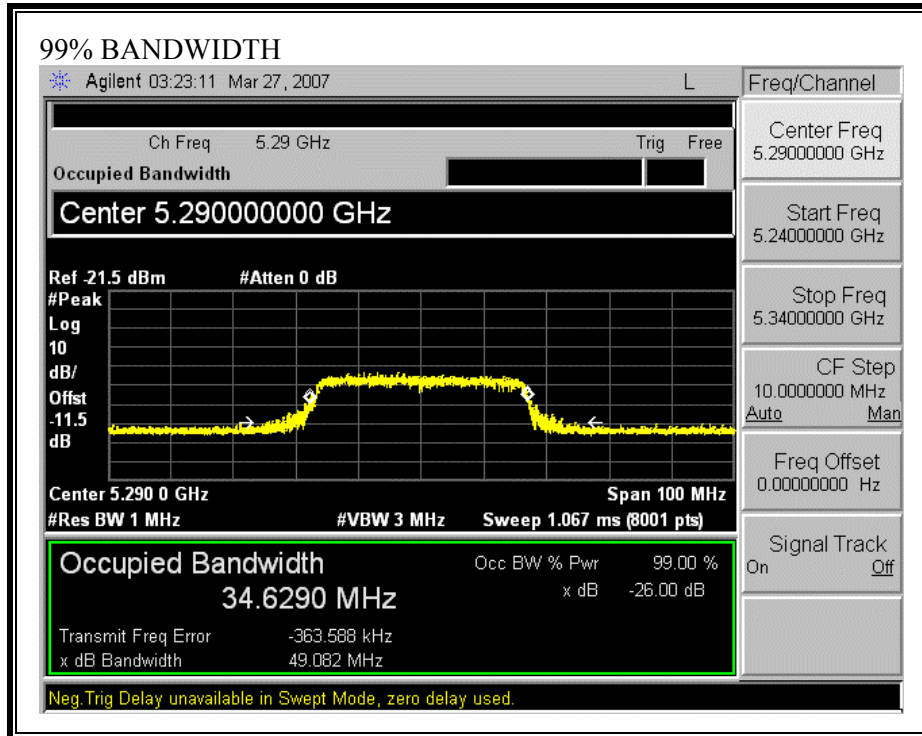 99% BANDWIDTH
Agilent 03:23:11 Mar 27, 2007 L
Freq/Channel
Ch Freq 5.29 GHz Trig Free
Occupied Bandwidth
Center 5.290000000 GHz
Ref -21.5 dBm #Atten 0 dB
#Peak
Log
10
dB/
Offst
-11.5
dB
Center 5.290 0 GHz Span 100 MHz
#Res BW 1 MHz #VBW 3 MHz Sweep 1.067 ms (8001 pts)
Occupied Bandwidth
34.6290 MHz
Occ BW % Pwr 99.00 %
x dB -26.00 dB
Transmit Freq Error -363.588 kHz
x dB Bandwidth 49.082 MHz
Neg.Trig Delay unavailable in Swept Mode, zero delay used.
Center Freq
5.29000000 GHz
Start Freq
5.24000000 GHz
Stop Freq
5.34000000 GHz
CF Step
10.0000000 MHz
Auto Man
Freq Offset
0.00000000 Hz
Signal Track
On Off